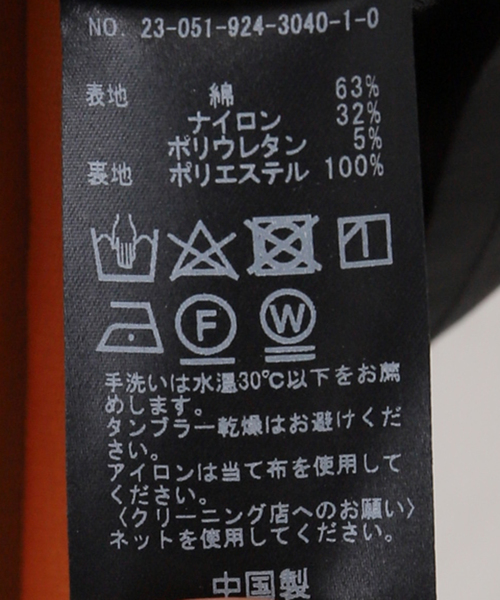 NO. 23-051-924-3040-1-0
表地 綿 63%
ナイロン 32%
ポリウレタン 5%
裏地 ポリエステル 100%
F W
手洗いは水温30℃以下をお薦
めします。
タンブラー乾燥はお避けくだ
さい。
アイロンは当て布を使用して
ください。
〈クリーニング店へのお願い〉
ネットを使用してください。
中国製